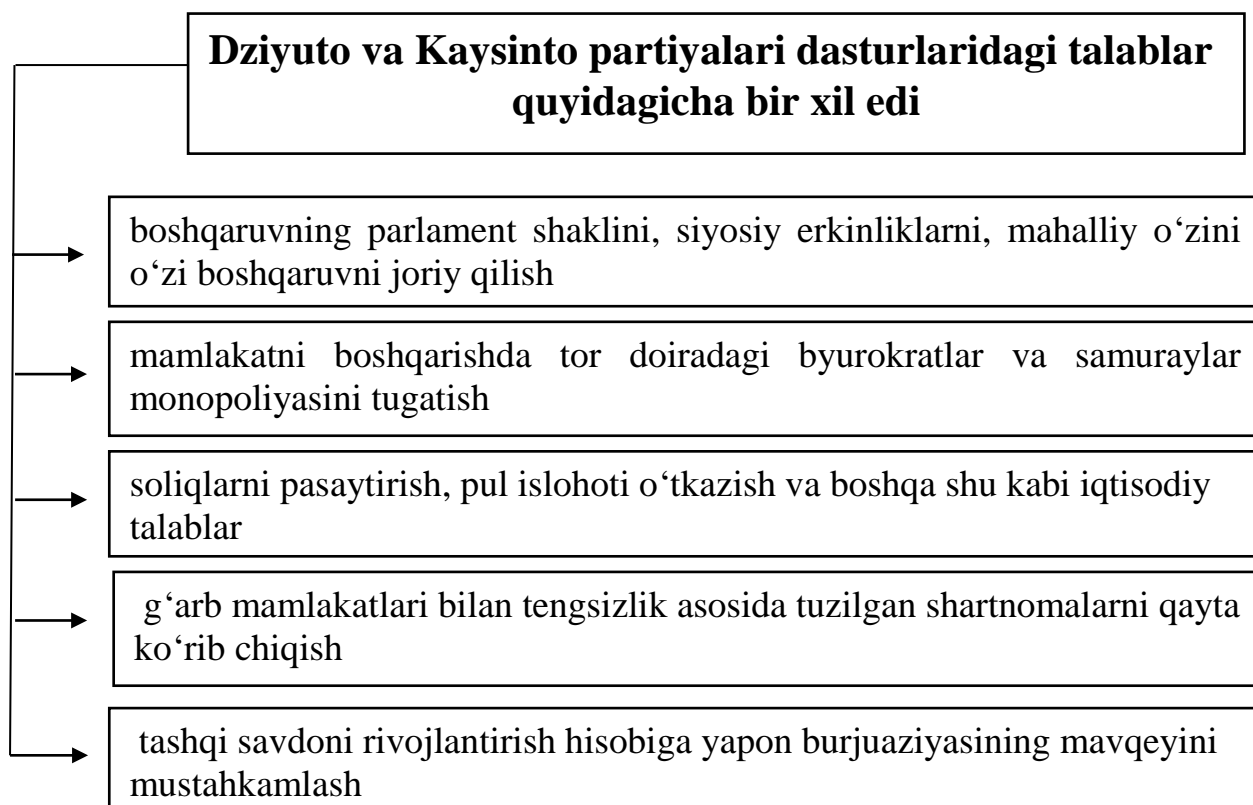 Dziyuto va Kaysinto partiyalari dasturlaridagi talablar
quyidagicha bir xil edi
boshqaruvning parlament shaklini, siyosiy erkinliklarni, mahalliy o‘zini
o‘zi boshqaruvni joriy qilish
mamlakatni boshqarishda tor doiradagi byurokratlar va samuraylar
monopoliyasini tugatish
soliqlarni pasaytirish, pul islohoti o‘tkazish va boshqa shu kabi iqtisodiy
talablar
g‘arb mamlakatlari bilan tengsizlik asosida tuzilgan shartnomalarni qayta
ko‘rib chiqish
tashqi savdoni rivojlantirish hisobiga yapon burjuaziyasining mavqeyini
mustahkamlash